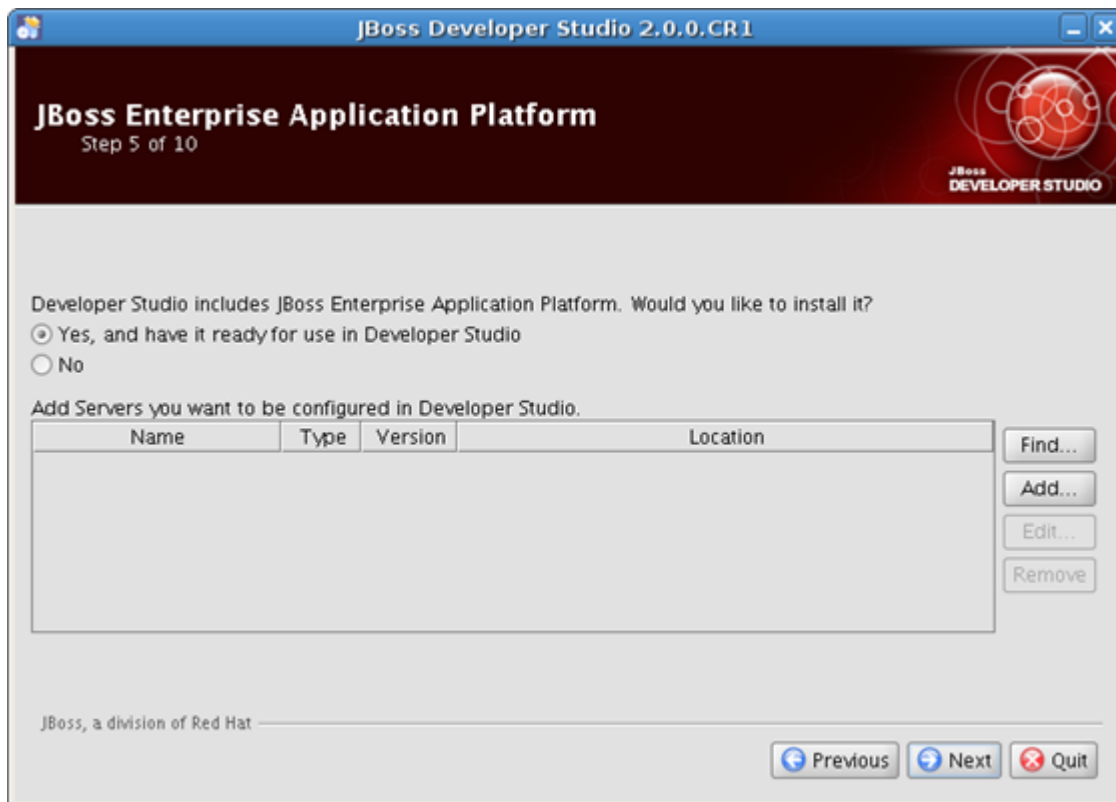 JBoss Developer Studio 2.0.0.CR1
JBoss Enterprise Application Platform
Step 5 of 10
JBoss
DEVELOPER STUDIO
Developer Studio includes JBoss Enterprise Application Platform. Would you like to install it?
Yes, and have it ready for use in Developer Studio
No
Add Servers you want to be configured in Developer Studio.
Name Type Version Location
Find...
Add...
Edit...
Remove
JBoss, a division of Red Hat
Previous Next Quit